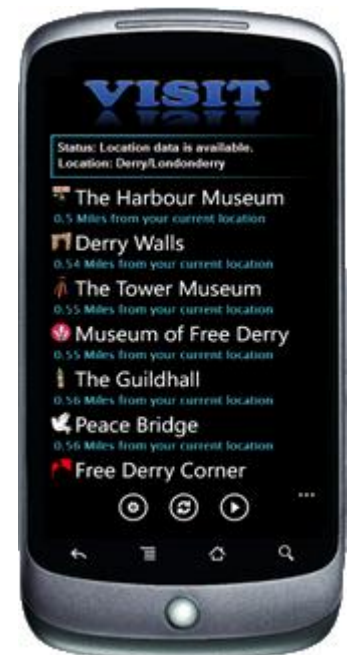 VISIT
Status: Location data is available.
Location: Derry/Londonderry
The Harbour Museum
0.5 Miles from your current location
Derry Walls
0.54 Miles from your current location
The Tower Museum
0.55 Miles from your current location
Museum of Free Derry
0.55 Miles from your current location
The Guildhall
0.56 Miles from your current location
Peace Bridge
0.56 Miles from your current location
Free Derry Corner